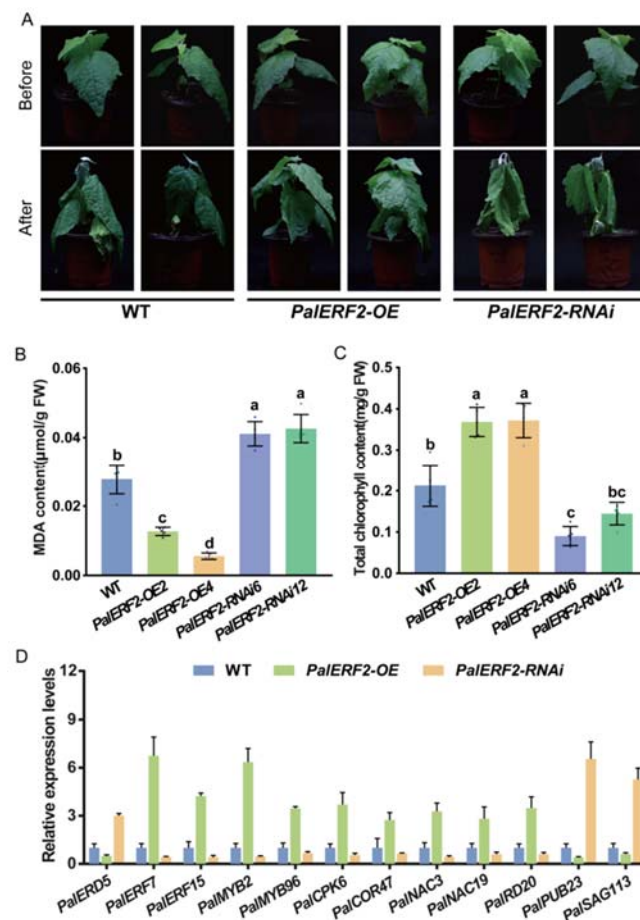 A
Before
After
WT
PalERF2-OE
PalERF2-RNAi
B
MDA content(μmol/g FW)
0.06
0.04
0.02
0.00
b
c
d
a
a
WT
PalERF2-OE2
PalERF2-OE4
PalERF2-RNAi6
PalERF2-RNAi12
C
Total chlorophyll content(mg/g FW)
0.5
0.4
0.3
0.2
0.1
0.0
b
a
a
c
bc
WT
PalERF2-OE2
PalERF2-OE4
PalERF2-RNAi6
PalERF2-RNAi12
D
WT
PalERF2-OE
PalERF2-RNAi
Relative expression levels
12
9
6
3
0
PalERD5
PalERF7
PalERF15
PalMYB2
PalMYB96
PalCPK6
PalCOR47
PalNAC3
PalNAC19
PalRD20
PalPUB23
PalSAG113